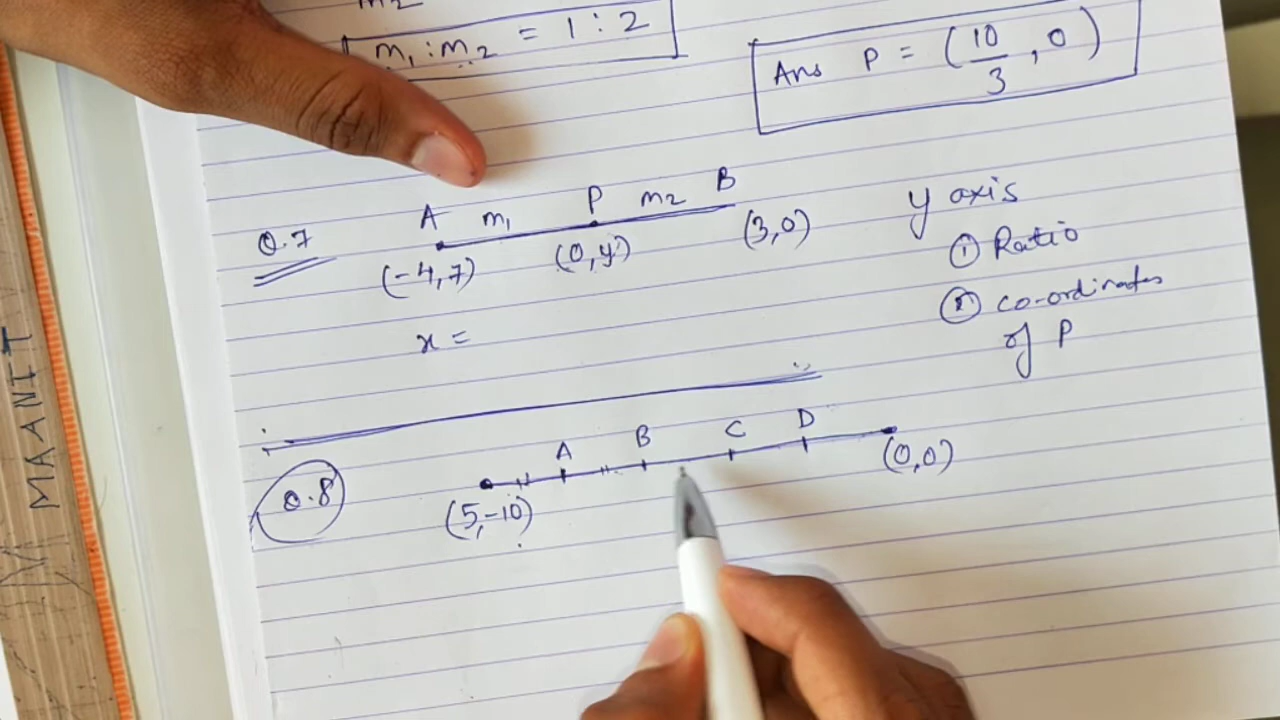 m2
m1 : m2 = 1 : 2
Ans P = (10/3, 0)
Q.7
A m1 P m2 B
(-4,7) (0,y) (3,0)
x =
y axis
① Ratio
② co-ordinates
of P
Q.8
A B C D
(5,-10) (0,0)
MAANIT